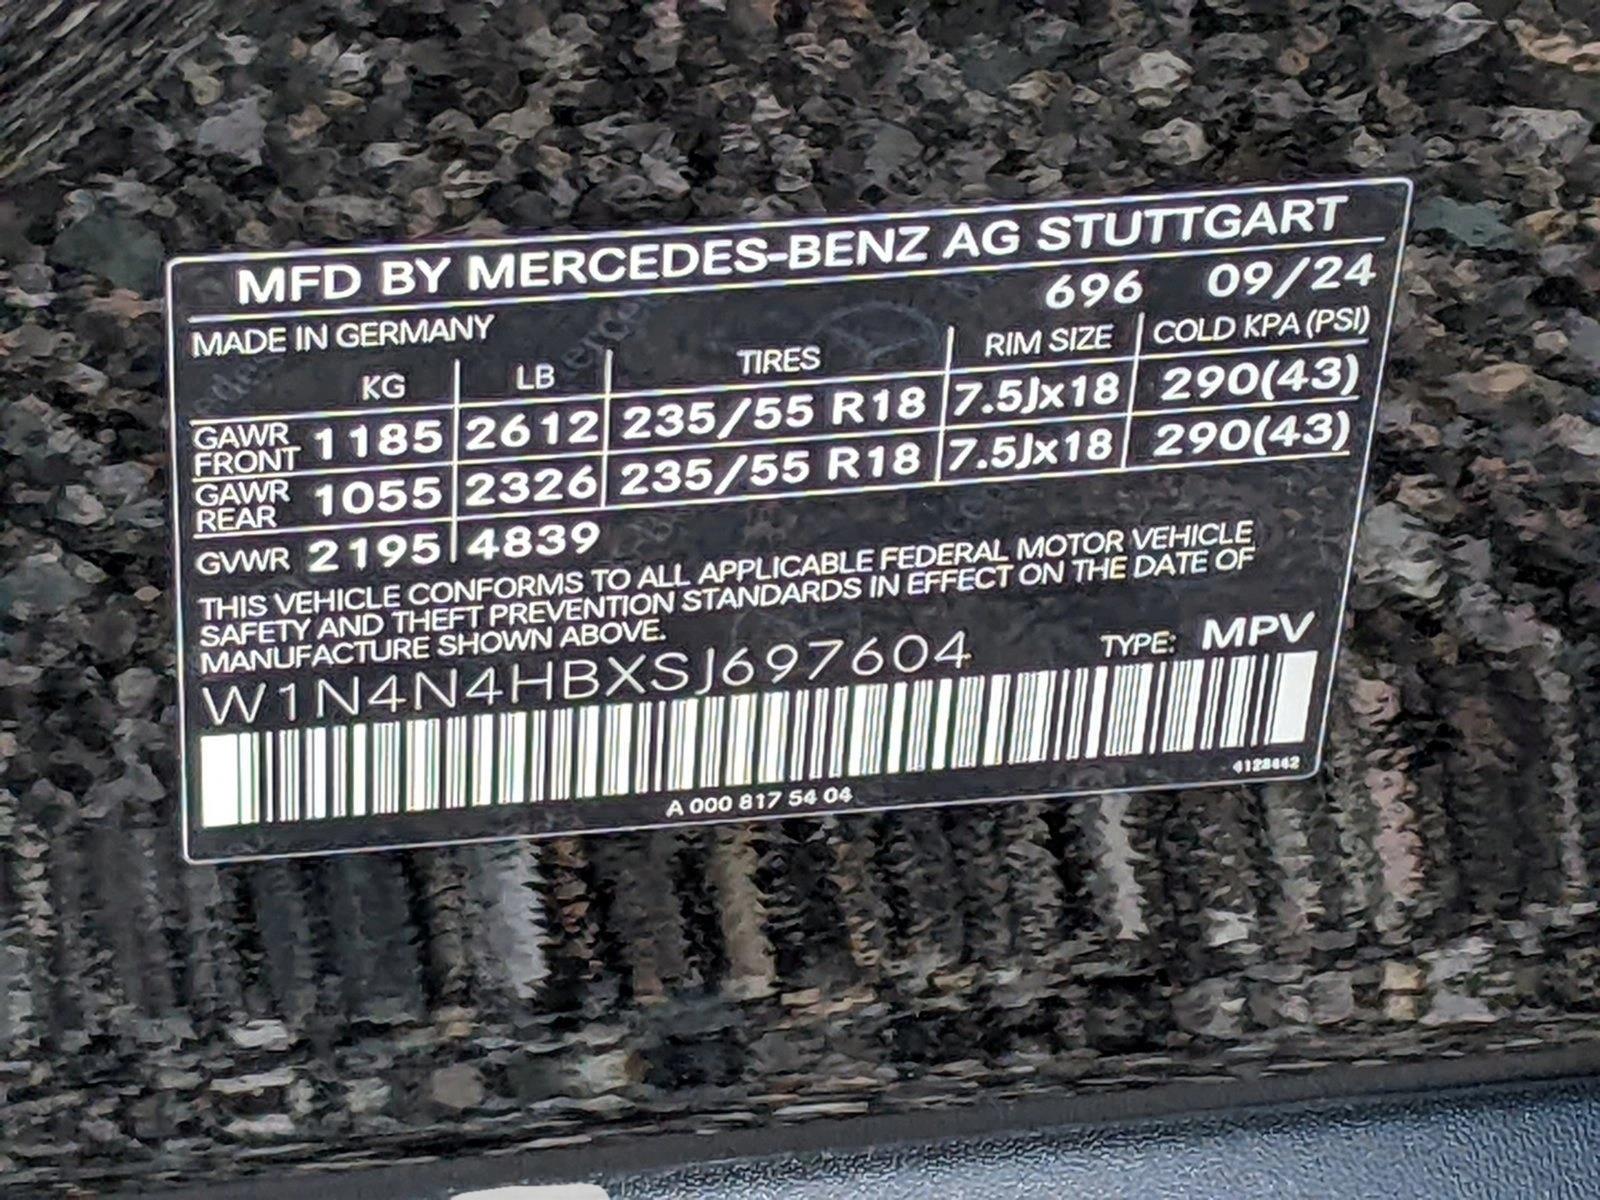 MFD BY MERCEDES-BENZ AG STUTTGART
696 09/24
MADE IN GERMANY
KG LB TIRES RIM SIZE COLD KPA (PSI)
GAWR FRONT 1185 2612 235/55 R18 7.5Jx18 290(43)
GAWR REAR 1055 2326 235/55 R18 7.5Jx18 290(43)
GVWR 2195 4839
THIS VEHICLE CONFORMS TO ALL APPLICABLE FEDERAL MOTOR VEHICLE
SAFETY AND THEFT PREVENTION STANDARDS IN EFFECT ON THE DATE OF
MANUFACTURE SHOWN ABOVE.
W1N4N4HBXSJ697604 TYPE: MPV
A 000 817 54 04